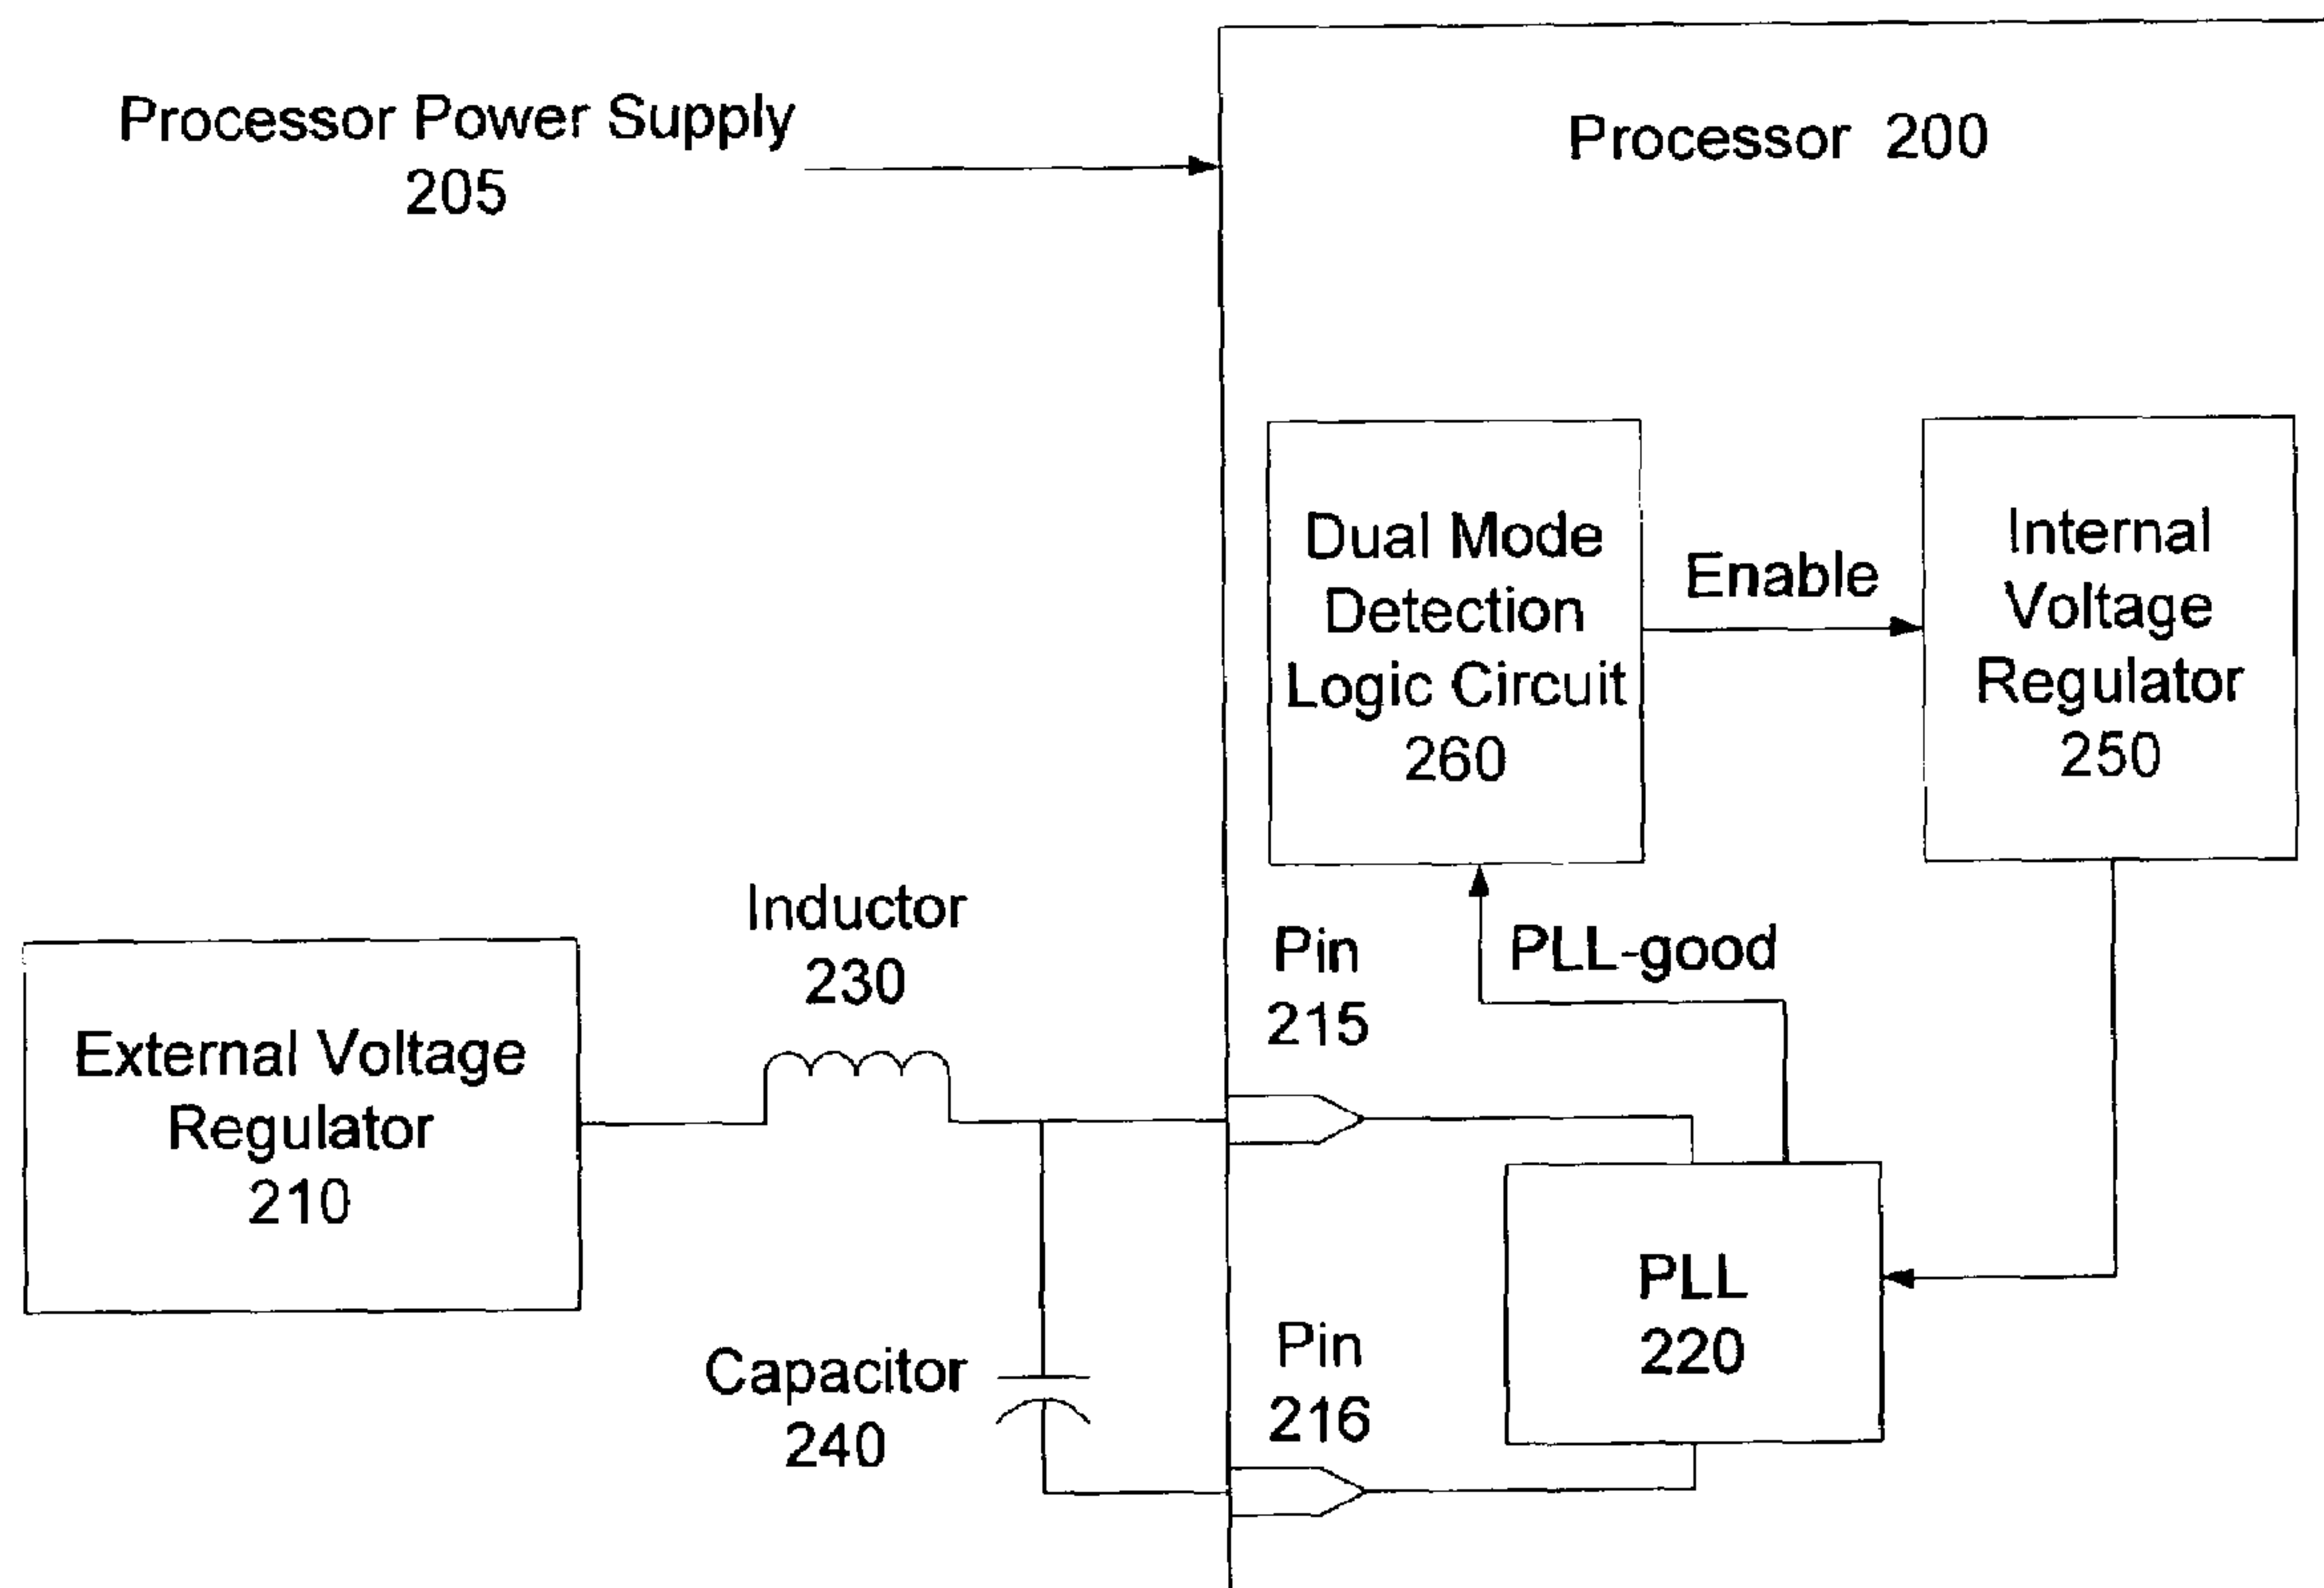 Processor Power Supply
205
Processor 200
Dual Mode
Detection
Logic Circuit
260
Enable
Internal
Voltage
Regulator
250
Inductor
230
Pin
215
PLL-good
External Voltage
Regulator
210
PLL
220
Capacitor
240
Pin
216